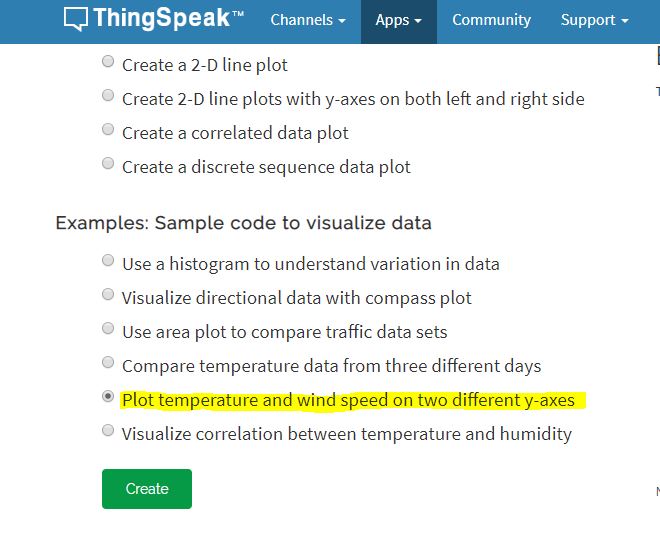 ThingSpeak™ Channels Apps Community Support
Create a 2-D line plot
Create 2-D line plots with y-axes on both left and right side
Create a correlated data plot
Create a discrete sequence data plot
Examples: Sample code to visualize data
Use a histogram to understand variation in data
Visualize directional data with compass plot
Use area plot to compare traffic data sets
Compare temperature data from three different days
Plot temperature and wind speed on two different y-axes
Visualize correlation between temperature and humidity
Create